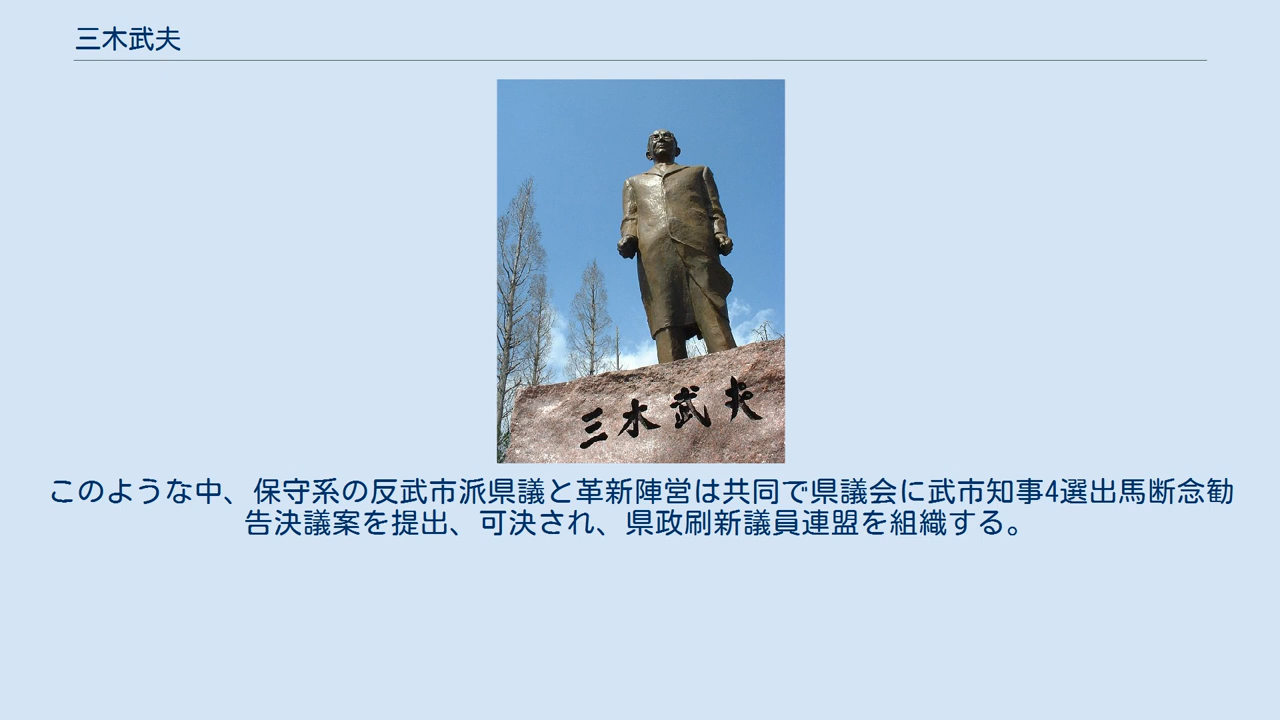 三木武夫
三木武夫
このような中、保守系の反武市派県議と革新陣営は共同で県議会に武市知事4選出馬断念勧
告決議案を提出、可決され、県政刷新議員連盟を組織する。